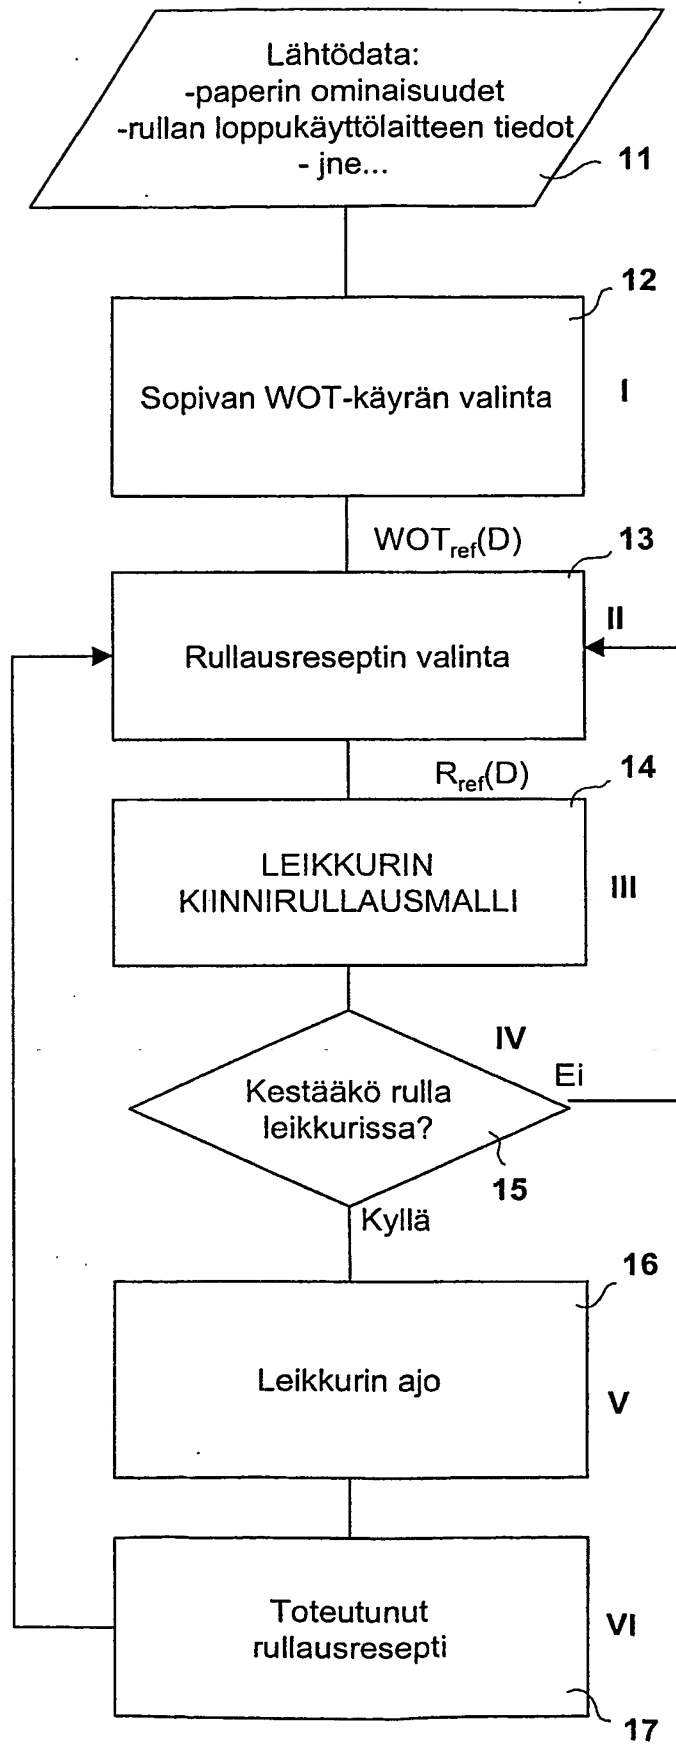 Lähtödata:
-paperin ominaisuudet
-rullan loppukäyttölaitteen tiedot
- jne...
11
12
Sopivan WOT-käyrän valinta
I
WOTref(D)
13
II
Rullausreseptin valinta
Rref(D)
14
LEIKKURIN
KIINNIRULLAUSMALLI
III
IV
Ei
Kestääkö rulla
leikkurissa?
15
Kyllä
16
Leikkurin ajo
V
Toteutunut
rullausresepti
VI
17